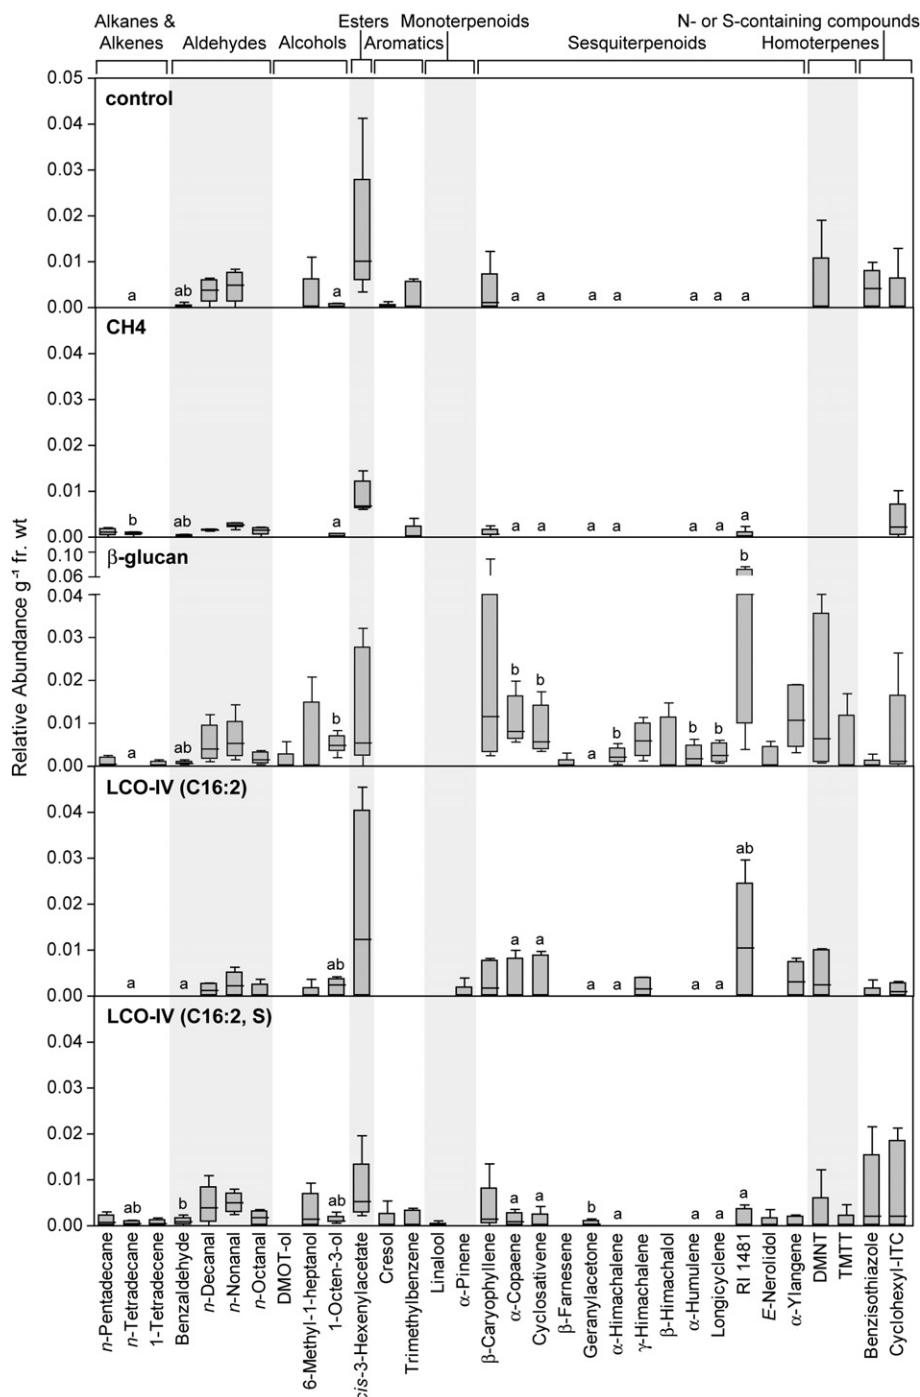 Alkanes &
Alkenes
Aldehydes
Alcohols
Esters
Aromatics
Monoterpenoids
Sesquiterpenoids
N- or S-containing compounds
Homoterpenes
Relative Abundance g⁻¹ fr. wt
control
0.05
0.04
0.03
0.02
0.01
0.00
a
ab
a
a
a
a
a
a
a
a
CH4
0.04
0.03
0.02
0.01
0.00
b
ab
a
a
a
a
a
a
a
a
β-glucan
0.10
0.06
0.04
0.03
0.02
0.01
0.00
a
ab
b
b
b
a
b
b
b
b
LCO-IV (C16:2)
0.04
0.03
0.02
0.01
0.00
a
a
ab
a
a
a
a
a
a
ab
LCO-IV (C16:2, S)
0.04
0.03
0.02
0.01
0.00
ab
b
ab
a
a
b
a
a
a
a
n-Pentadecane
n-Tetradecane
1-Tetradecene
Benzaldehyde
n-Decanal
n-Nonanal
n-Octanal
DMOT-ol
6-Methyl-1-heptanol
1-Octen-3-ol
cis-3-Hexenylacetate
Cresol
Trimethylbenzene
Linalool
α-Pinene
β-Caryophyllene
α-Copaene
Cyclosativene
β-Farnesene
Geranylacetone
α-Himachalene
γ-Himachalene
β-Himachalol
α-Humulene
Longicyclene
RI 1481
E-Nerolidol
α-Ylangene
DMNT
TMTT
Benzisothiazole
Cyclohexyl-ITC